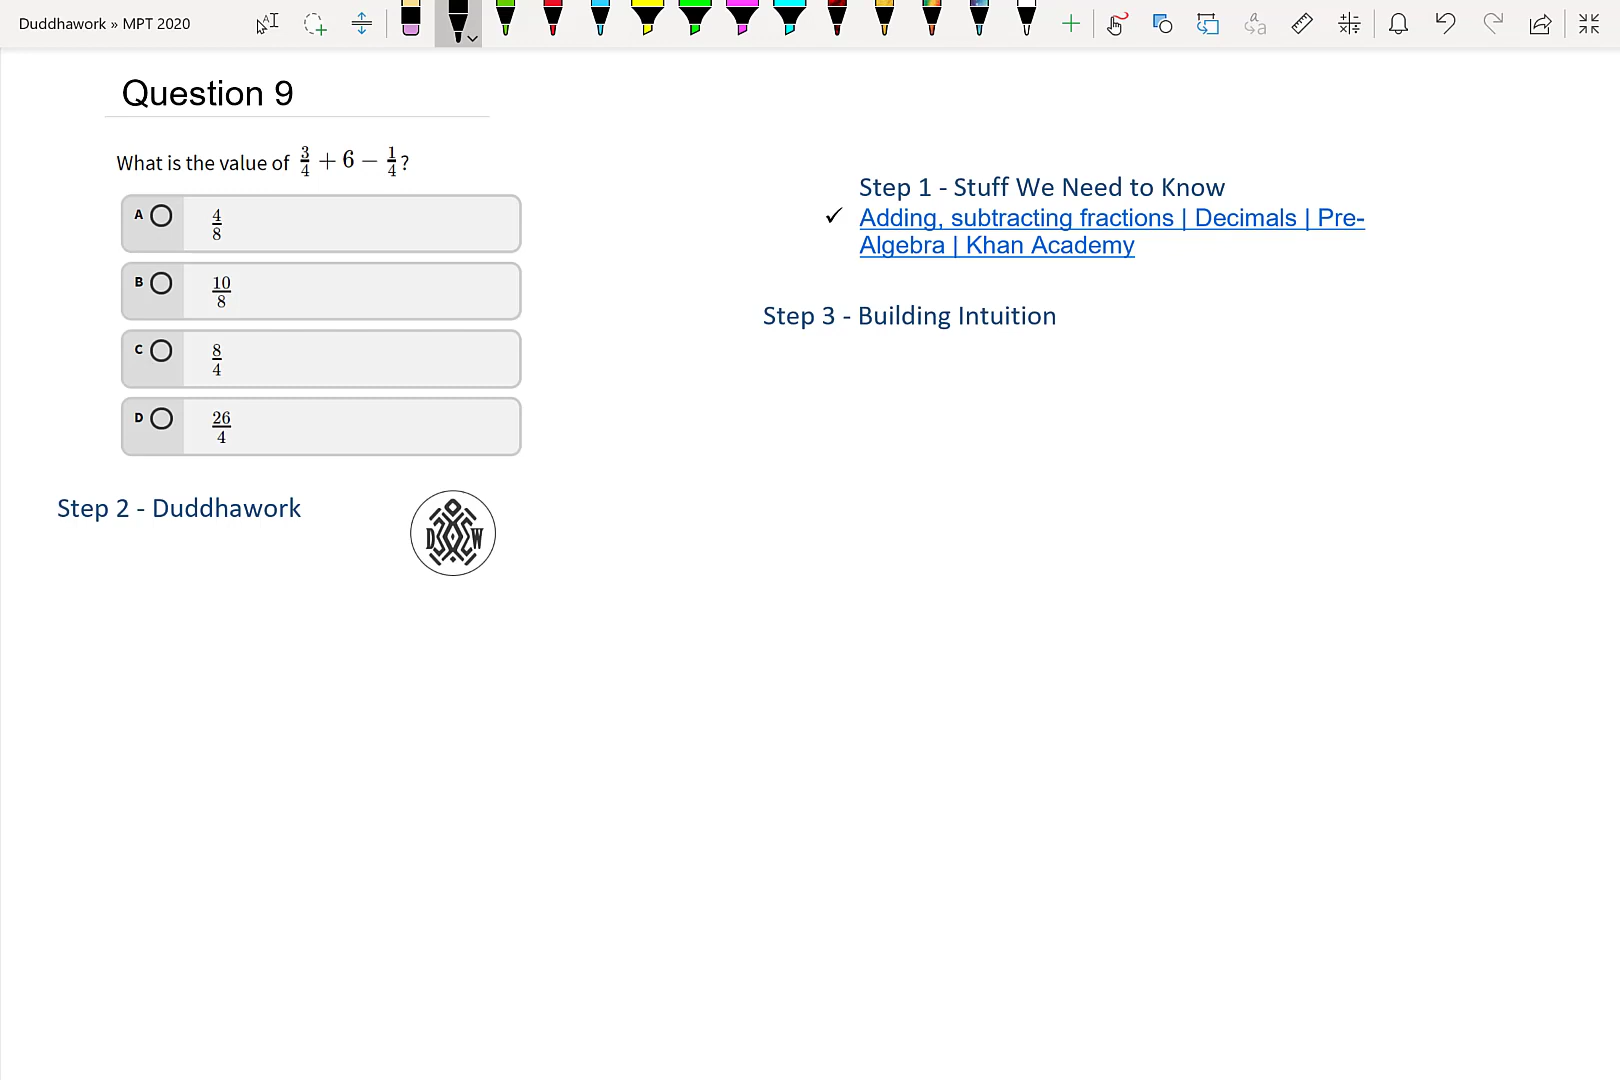 Duddhawork » MPT 2020
Question 9
What is the value of 3/4 + 6 − 1/4?
A 4/8
B 10/8
C 8/4
D 26/4
Step 1 - Stuff We Need to Know
✓ Adding, subtracting fractions | Decimals | Pre-
Algebra | Khan Academy
Step 3 - Building Intuition
Step 2 - Duddhawork
D W